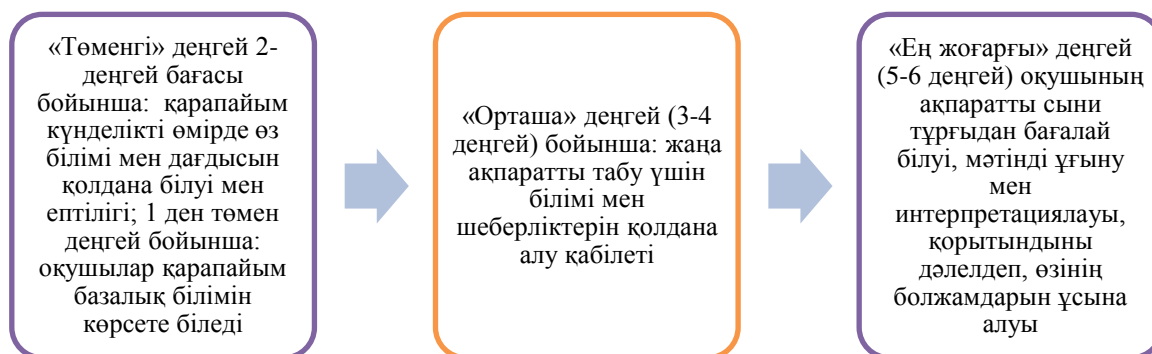 «Төменгі» деңгей 2-
деңгей бағасы
бойынша: қарапайым
күнделікті өмірде өз
білімі мен дағдысын
қолдана білуі мен
ептілігі; 1 ден төмен
деңгей бойынша:
оқушылар қарапайым
базалық білімін
көрсете біледі
«Орташа» деңгей (3-4
деңгей) бойынша: жаңа
ақпаратты табу үшін
білімі мен
шеберліктерін қолдана
алу қабілеті
«Ең жоғарғы» деңгей
(5-6 деңгей) оқушының
ақпаратты сыни
тұрғыдан бағалай
білуі, мәтінді ұғыну
мен
интерпретациялауы,
қорытындыны
дәлелдеп, өзінің
болжамдарын ұсына
алуы